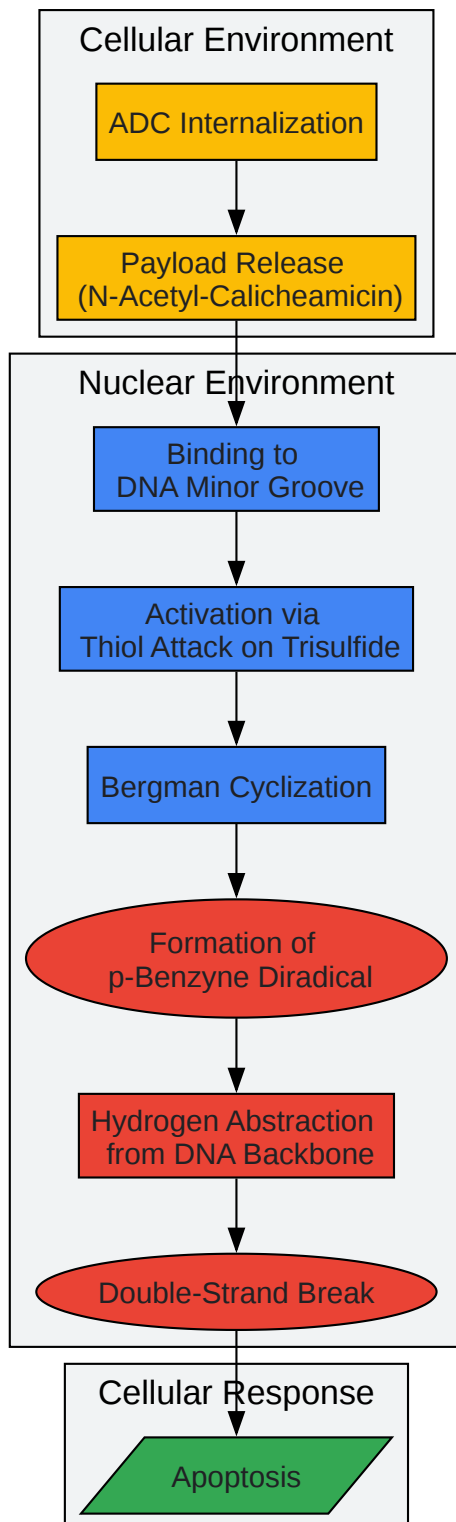 Cellular Environment
ADC Internalization
Payload Release
(N-Acetyl-Calicheamicin)
Nuclear Environment
Binding to
DNA Minor Groove
Activation via
Thiol Attack on Trisulfide
Bergman Cyclization
Formation of
p-Benzyne Diradical
Hydrogen Abstraction
from DNA Backbone
Double-Strand Break
Cellular Response
Apoptosis